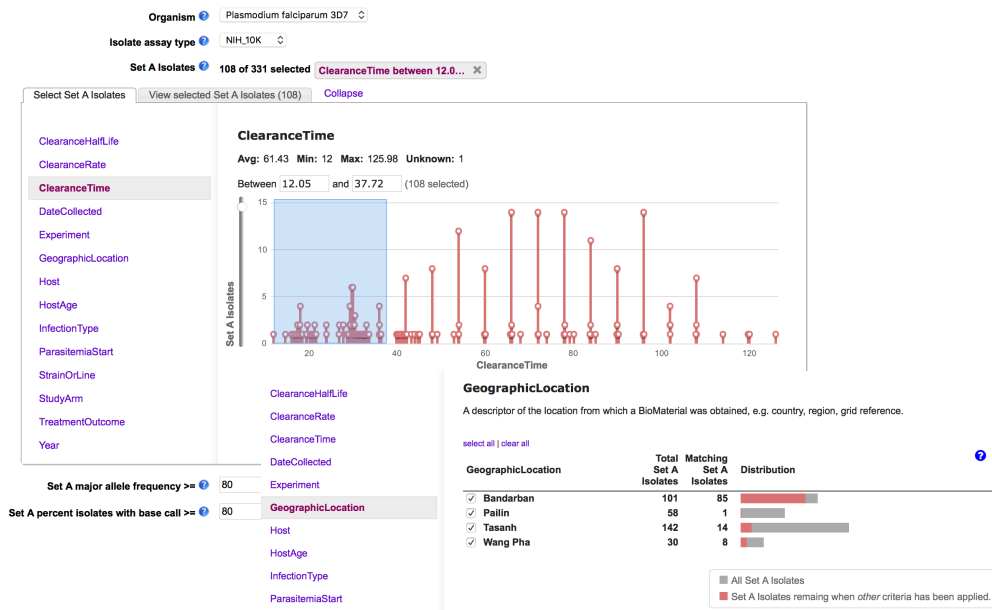 Organism ? Plasmodium falciparum 3D7
Isolate assay type ? NIH_10K
Set A Isolates ? 108 of 331 selected ClearanceTime between 12.0... ✖
Select Set A Isolates View selected Set A Isolates (108) Collapse
ClearanceHalfLife
ClearanceRate
ClearanceTime
DateCollected
Experiment
GeographicLocation
Host
HostAge
InfectionType
ParasitemiaStart
StrainOrLine
StudyArm
TreatmentOutcome
Year
ClearanceTime
Avg: 61.43 Min: 12 Max: 125.98 Unknown: 1
Between 12.05 and 37.72 (108 selected)
Set A Isolates
15
10
5
0
20 40 60 80 100 120
ClearanceTime
Set A major allele frequency >= ? 80
Set A percent isolates with base call >= ? 80
ClearanceHalfLife
ClearanceRate
ClearanceTime
DateCollected
Experiment
GeographicLocation
Host
HostAge
InfectionType
ParasitemiaStart
GeographicLocation
A descriptor of the location from which a BioMaterial was obtained, e.g. country, region, grid reference.
select all | clear all
?
Total Matching
Set A Set A
GeographicLocation Isolates Isolates Distribution
Bandarban 101 85
Pailin 58 1
Tasanh 142 14
Wang Pha 30 8
All Set A Isolates
Set A Isolates remaing when other criteria has been applied.